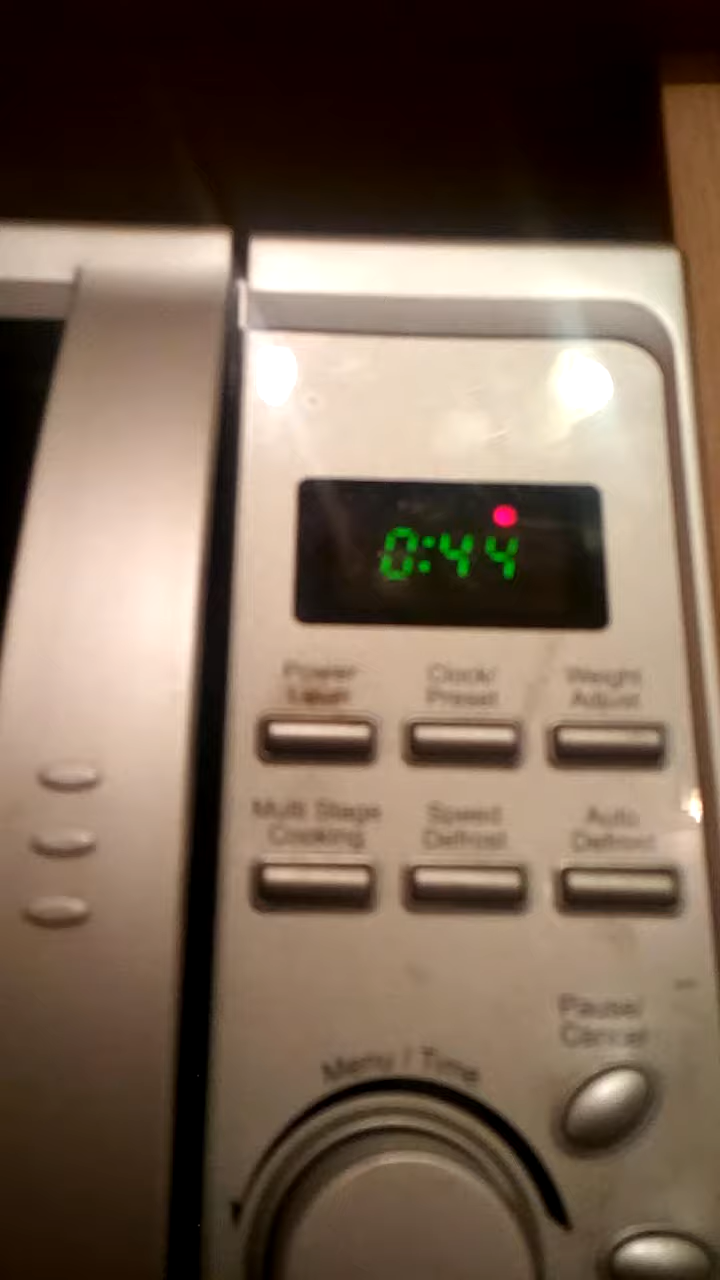 0:44
Power
Level
Clock/
Preset
Weight
Adjust
Multi Stage
Cooking
Speed
Defrost
Auto
Defrost
Pause/
Cancel
Menu / Time